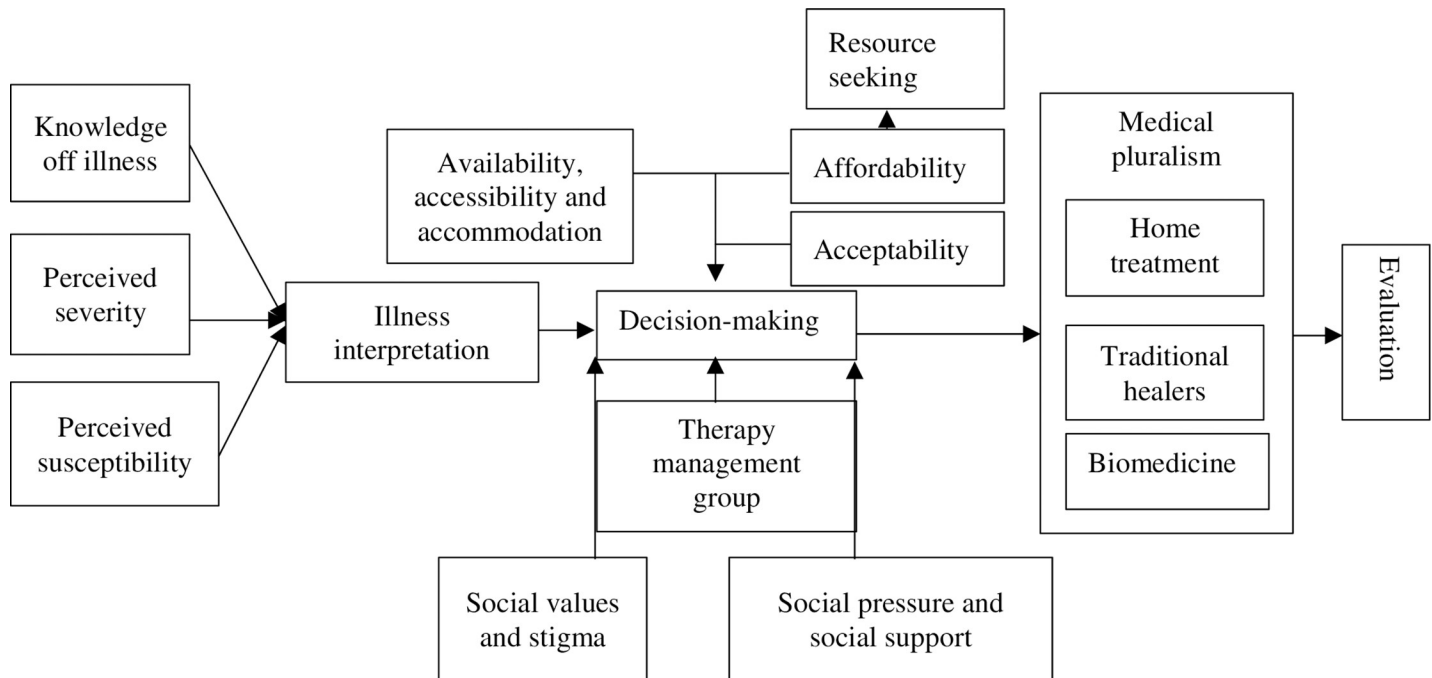 Resource
seeking
Knowledge
off illness
Availability,
accessibility and
accommodation
Affordability
Acceptability
Medical
pluralism
Home
treatment
Perceived
severity
Illness
interpretation
Decision-making
Traditional
healers
Evaluation
Perceived
susceptibility
Therapy
management
group
Biomedicine
Social values
and stigma
Social pressure and
social support